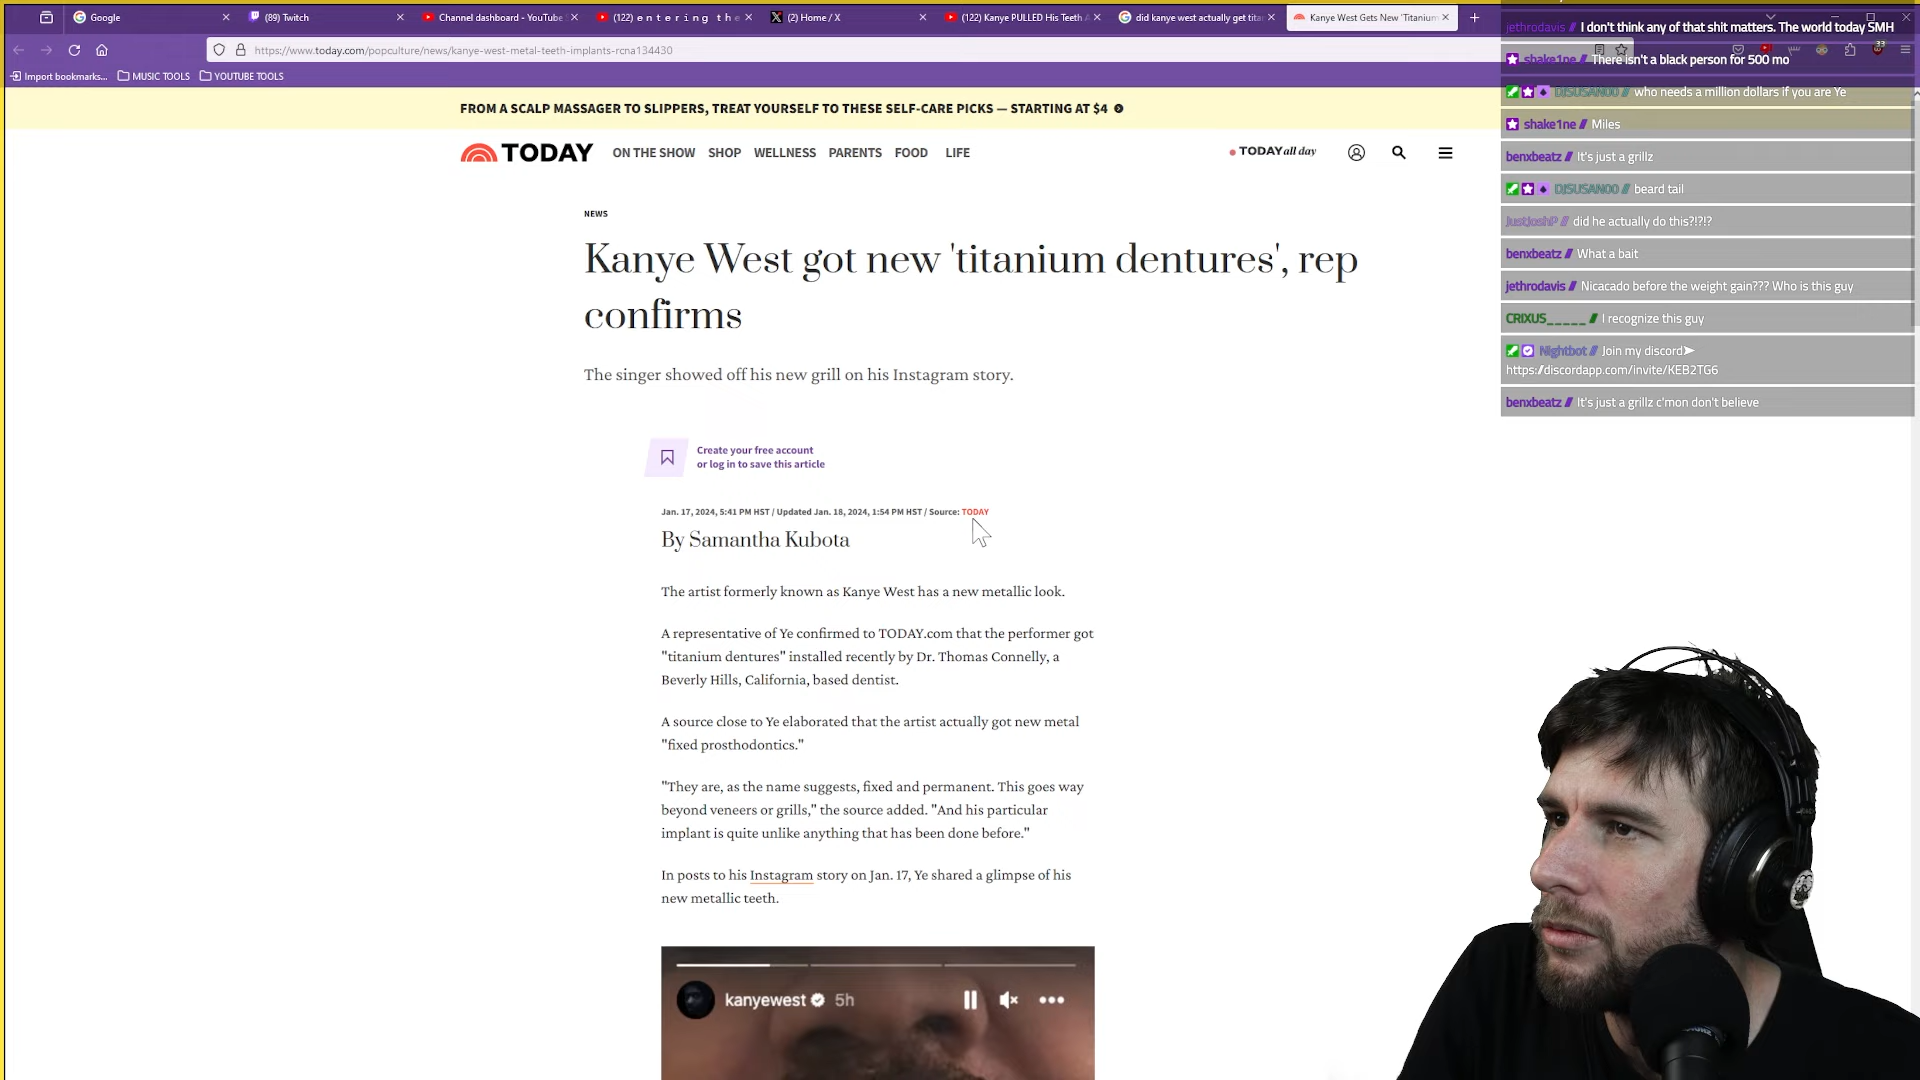 Google
(89) Twitch
Channel dashboard - YouTube
(122) e n t e r i n g t h e
(2) Home / X
(122) Kanye PULLED His Teeth
did kanye west actually get tita
Kanye West Gets New 'Titanium
https://www.today.com/popculture/news/kanye-west-metal-teeth-implants-rcna134430
33
Import bookmarks...
MUSIC TOOLS
YOUTUBE TOOLS
FROM A SCALP MASSAGER TO SLIPPERS, TREAT YOURSELF TO THESE SELF-CARE PICKS — STARTING AT $4
TODAY
ON THE SHOW
SHOP
WELLNESS
PARENTS
FOOD
LIFE
TODAY all day
NEWS
Kanye West got new 'titanium dentures', rep
confirms
The singer showed off his new grill on his Instagram story.
Create your free account
or log in to save this article
Jan. 17, 2024, 5:41 PM HST / Updated Jan. 18, 2024, 1:54 PM HST / Source: TODAY
By Samantha Kubota
The artist formerly known as Kanye West has a new metallic look.
A representative of Ye confirmed to TODAY.com that the performer got
"titanium dentures" installed recently by Dr. Thomas Connelly, a
Beverly Hills, California, based dentist.
A source close to Ye elaborated that the artist actually got new metal
"fixed prosthodontics."
"They are, as the name suggests, fixed and permanent. This goes way
beyond veneers or grills," the source added. "And his particular
implant is quite unlike anything that has been done before."
In posts to his Instagram story on Jan. 17, Ye shared a glimpse of his
new metallic teeth.
kanyewest 5h
jethrodavis // I don't think any of that shit matters. The world today SMH
shake1ne // There isn't a black person for 500 mo
DJSUSAN00 // who needs a million dollars if you are Ye
shake1ne // Miles
benxbeatz // It's just a grillz
DJSUSAN00 // beard tail
JustJoshP // did he actually do this?!?!?
benxbeatz // What a bait
jethrodavis // Nicacado before the weight gain??? Who is this guy
CRIXUS_____ // I recognize this guy
Nightbot // Join my discord➤
https://discordapp.com/invite/KEB2TG6
benxbeatz // It's just a grillz c'mon don't believe